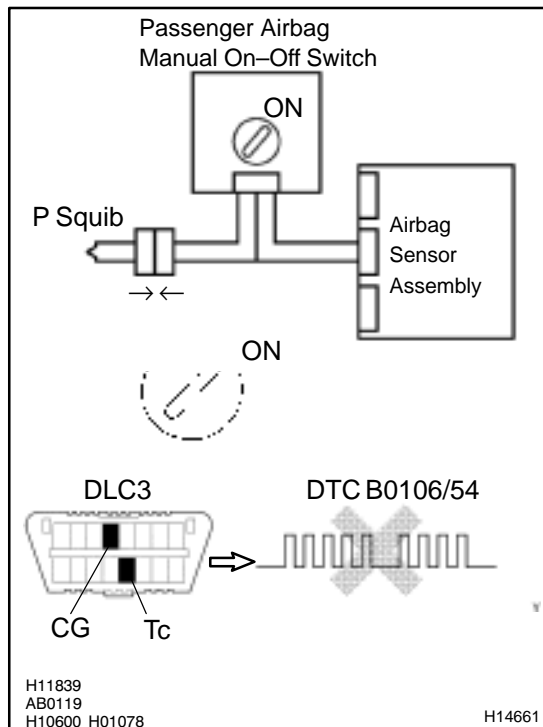 Passenger Airbag
Manual On–Off Switch
ON
P Squib
Airbag
Sensor
Assembly
ON
DLC3
DTC B0106/54
CG
Tc
H11839
AB0119
H10600 H01078
H14661